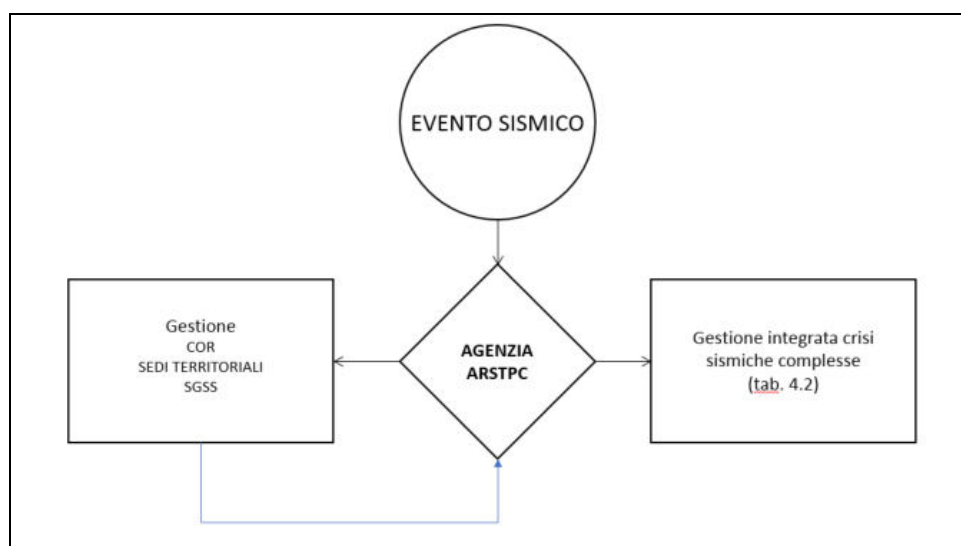 EVENTO SISMICO
Gestione
COR
SEDI TERRITORIALI
SGSS
AGENZIA
ARSTPC
Gestione integrata crisi
sismiche complesse
(tab. 4.2)